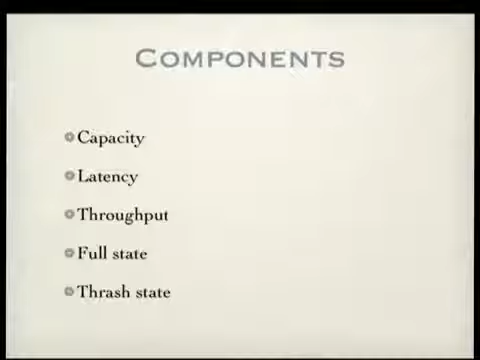 COMPONENTS
Capacity
Latency
Throughput
Full state
Thrash state